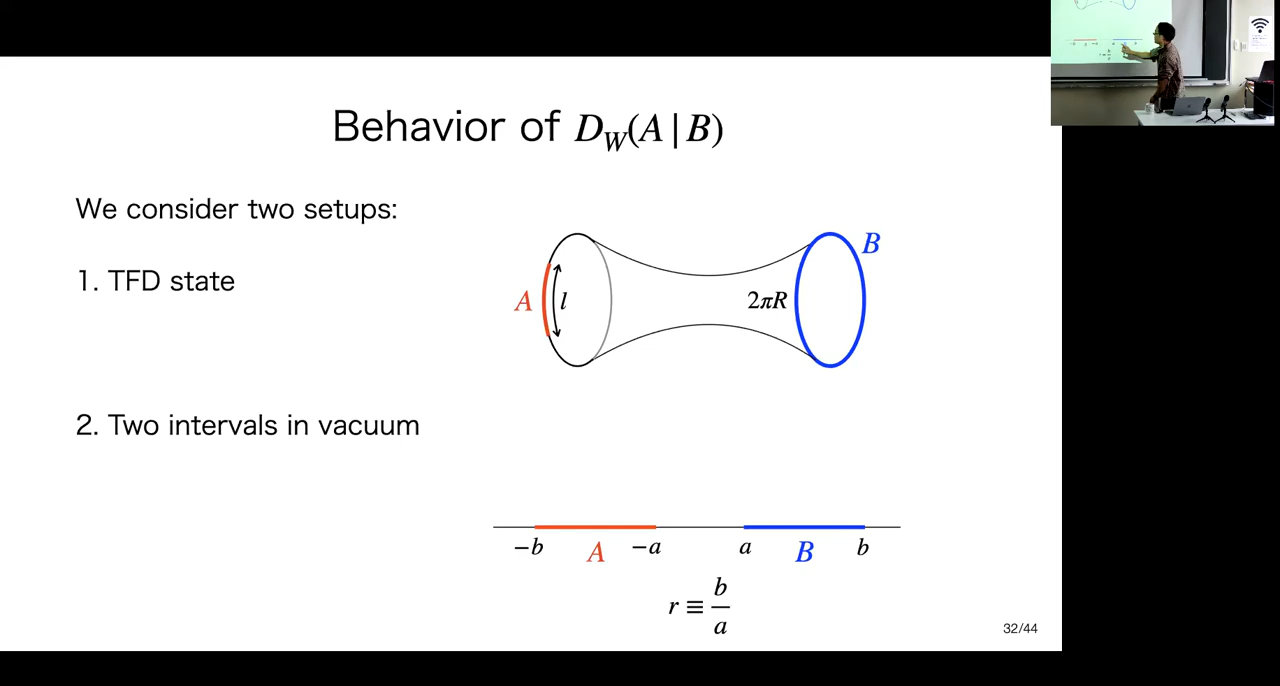 Behavior of D_W(A | B)
We consider two setups:
1. TFD state
A
l
2πR
B
2. Two intervals in vacuum
−b A −a a B b
r ≡ b/a
32/44